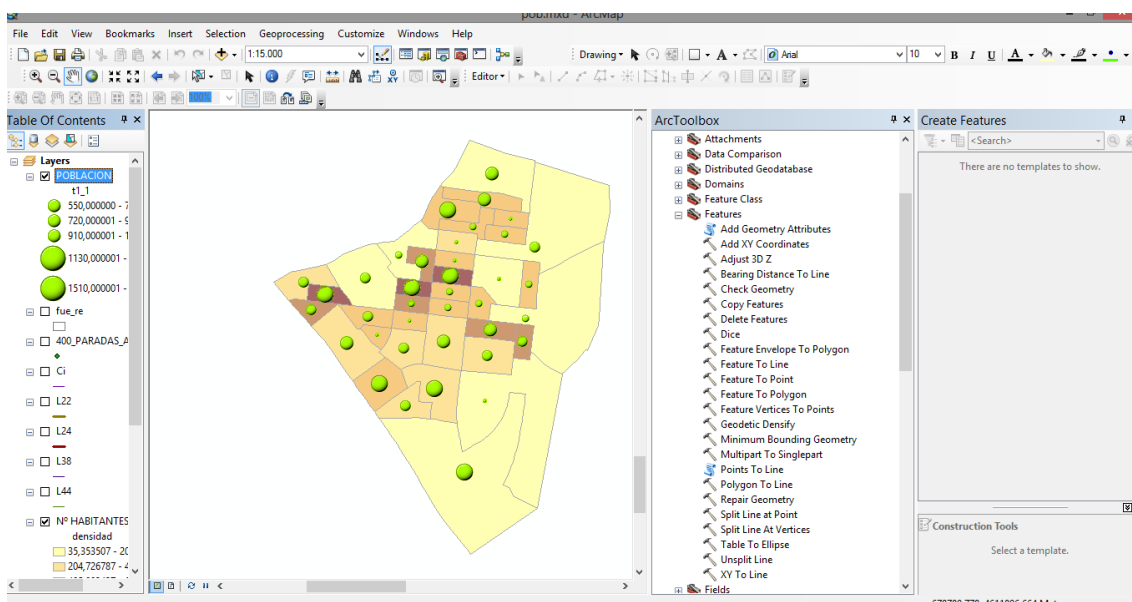 pob.mxd - ArcMap
File Edit View Bookmarks Insert Selection Geoprocessing Customize Windows Help
1:15.000
Drawing
A
Arial
10
B I U A
Editor
100%
Table Of Contents
Layers
POBLACION
t1_1
550,000000 - 7
720,000001 - 9
910,000001 - 1
1130,000001 -
1510,000001 -
fue_re
400_PARADAS_A
Ci
L22
L24
L38
L44
Nº HABITANTES
densidad
35,353507 - 20
204,726787 - 4
ArcToolbox
Attachments
Data Comparison
Distributed Geodatabase
Domains
Feature Class
Features
Add Geometry Attributes
Add XY Coordinates
Adjust 3D Z
Bearing Distance To Line
Check Geometry
Copy Features
Delete Features
Dice
Feature Envelope To Polygon
Feature To Line
Feature To Point
Feature To Polygon
Feature Vertices To Points
Geodetic Densify
Minimum Bounding Geometry
Multipart To Singlepart
Points To Line
Polygon To Line
Repair Geometry
Split Line at Point
Split Line At Vertices
Table To Ellipse
Unsplit Line
XY To Line
Fields
Create Features
<Search>
There are no templates to show.
Construction Tools
Select a template.